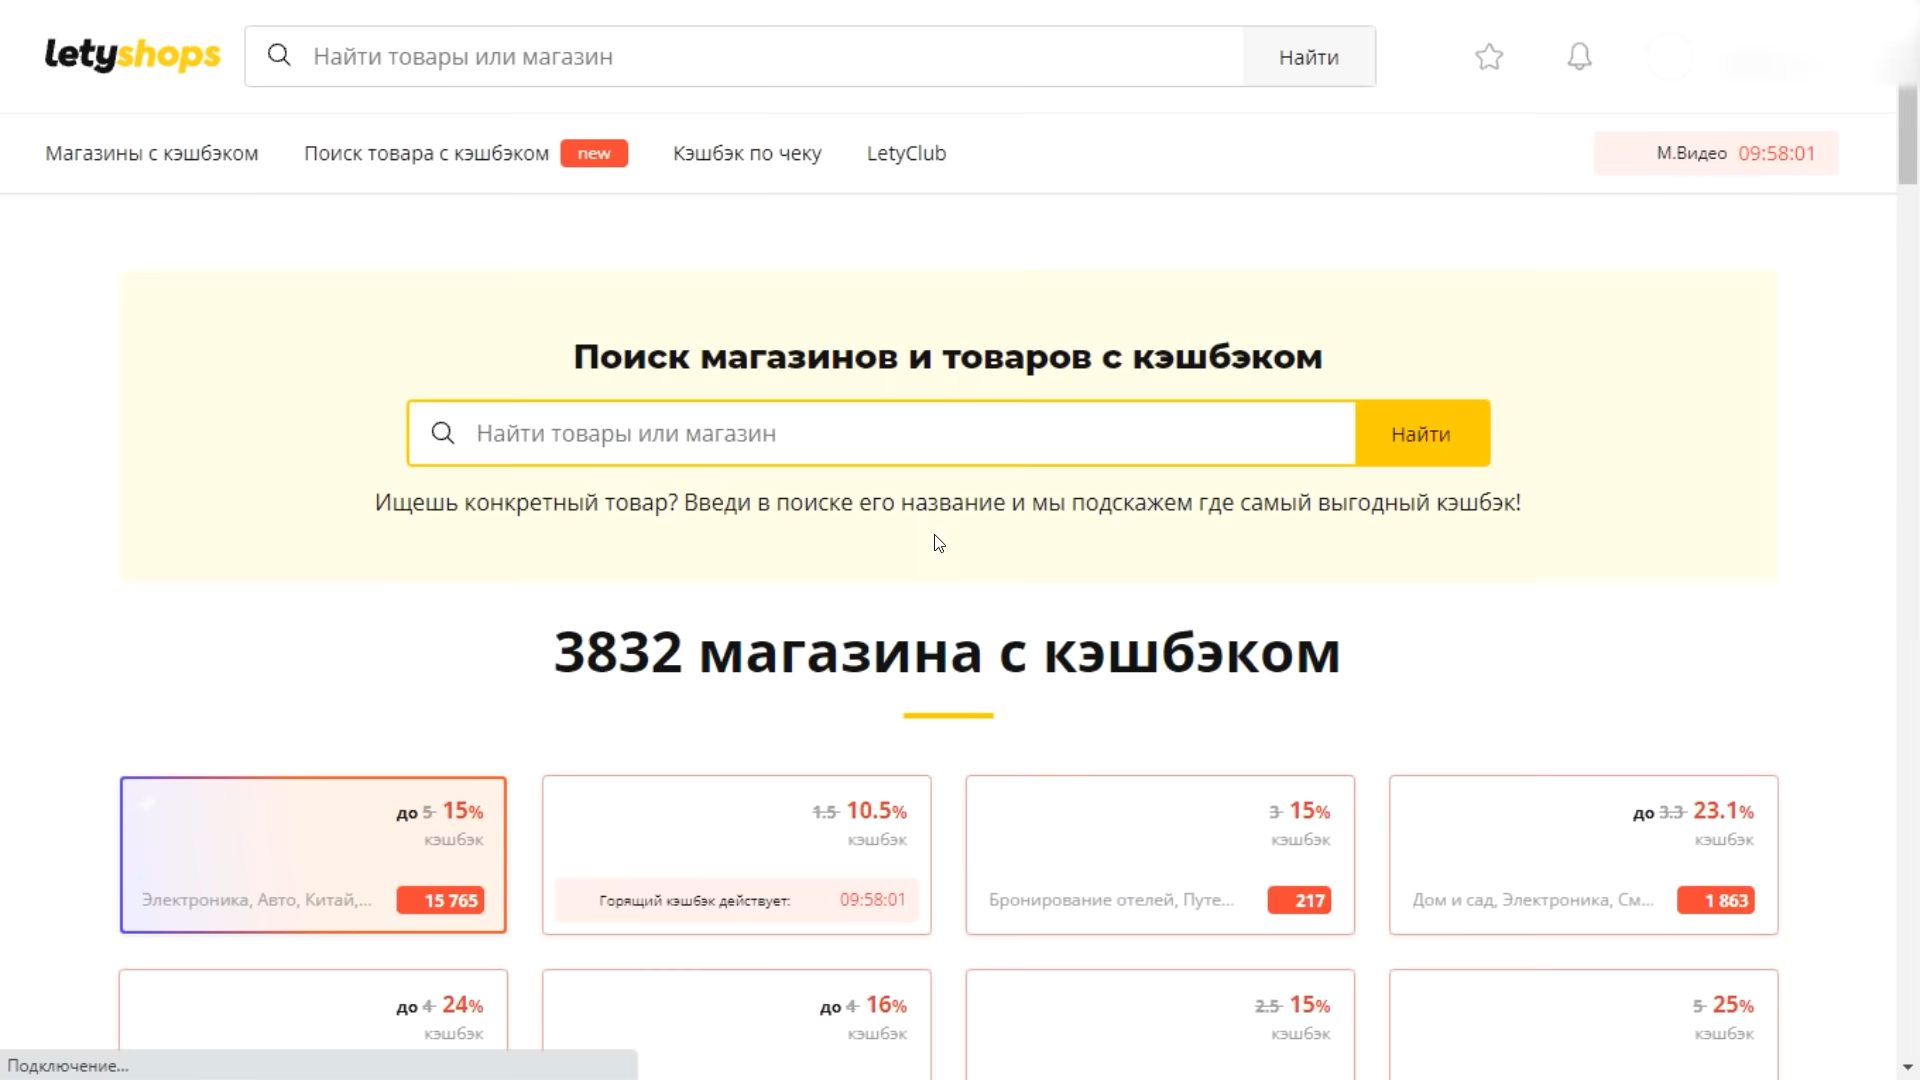 letyshops
Найти товары или магазин
Найти
Магазины с кэшбэком
Поиск товара с кэшбэком new
Кэшбэк по чеку
LetyClub
М.Видео 09:58:01
Поиск магазинов и товаров с кэшбэком
Найти товары или магазин
Найти
Ищешь конкретный товар? Введи в поиске его название и мы подскажем где самый выгодный кэшбэк!
3832 магазина с кэшбэком
до 5 15%
кэшбэк
Электроника, Авто, Китай,...
15 765
1.5 10.5%
кэшбэк
Горящий кэшбэк действует: 09:58:01
3 15%
кэшбэк
Бронирование отелей, Путе...
217
до 3.3 23.1%
кэшбэк
Дом и сад, Электроника, См...
1 863
до 4 24%
кэшбэк
до 4 16%
кэшбэк
2.5 15%
кэшбэк
5 25%
кэшбэк
Подключение...